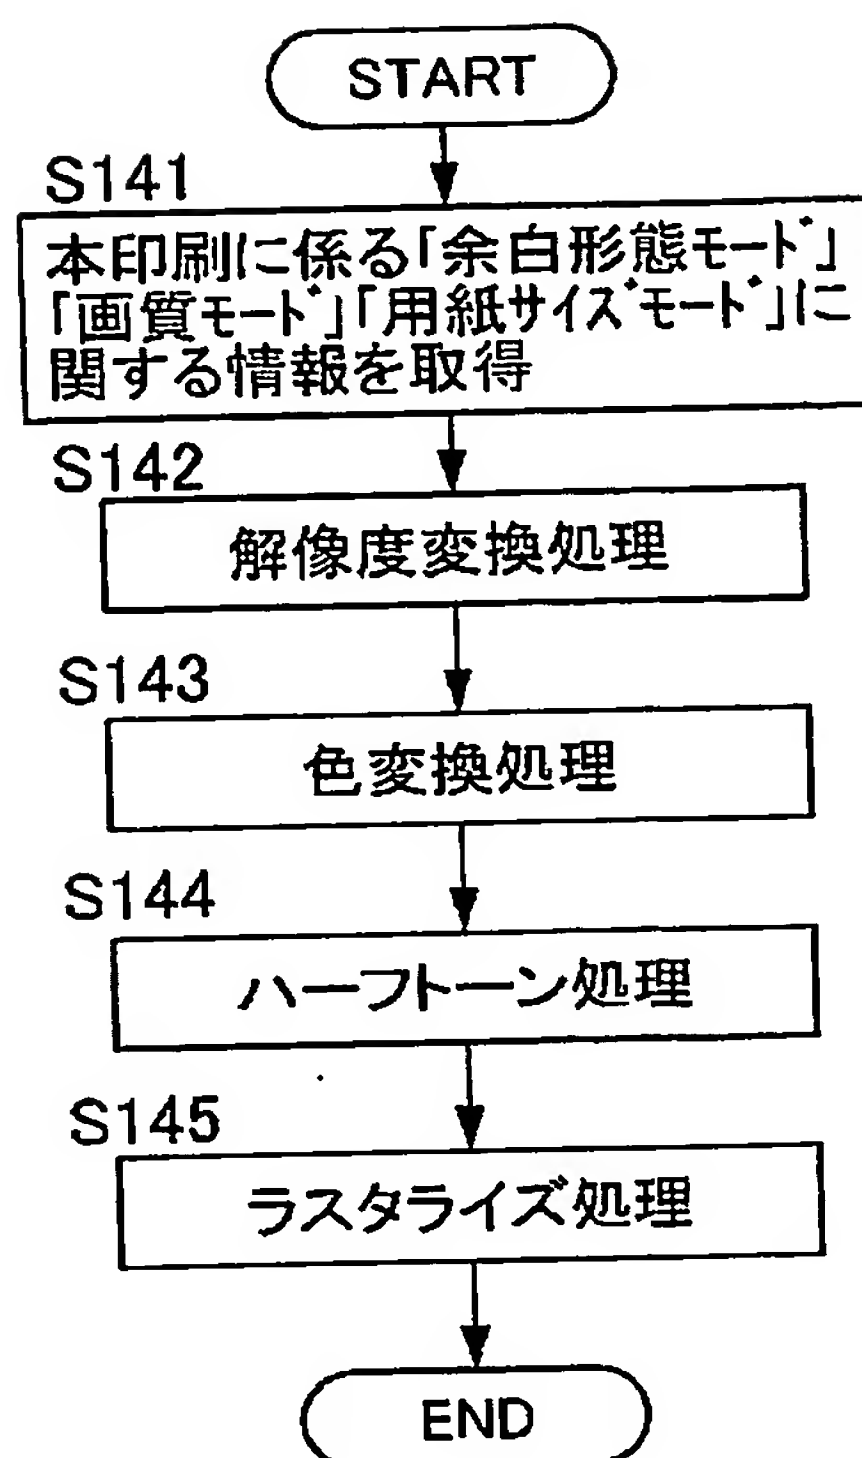 START
S141
本印刷に係る｢余白形態ﾓｰﾄﾞ｣
｢画質ﾓｰﾄﾞ｣｢用紙ｻｲｽﾞﾓｰﾄﾞ｣に
関する情報を取得
S142
解像度変換処理
S143
色変換処理
S144
ハーフトーン処理
S145
ラスタライズ処理
END